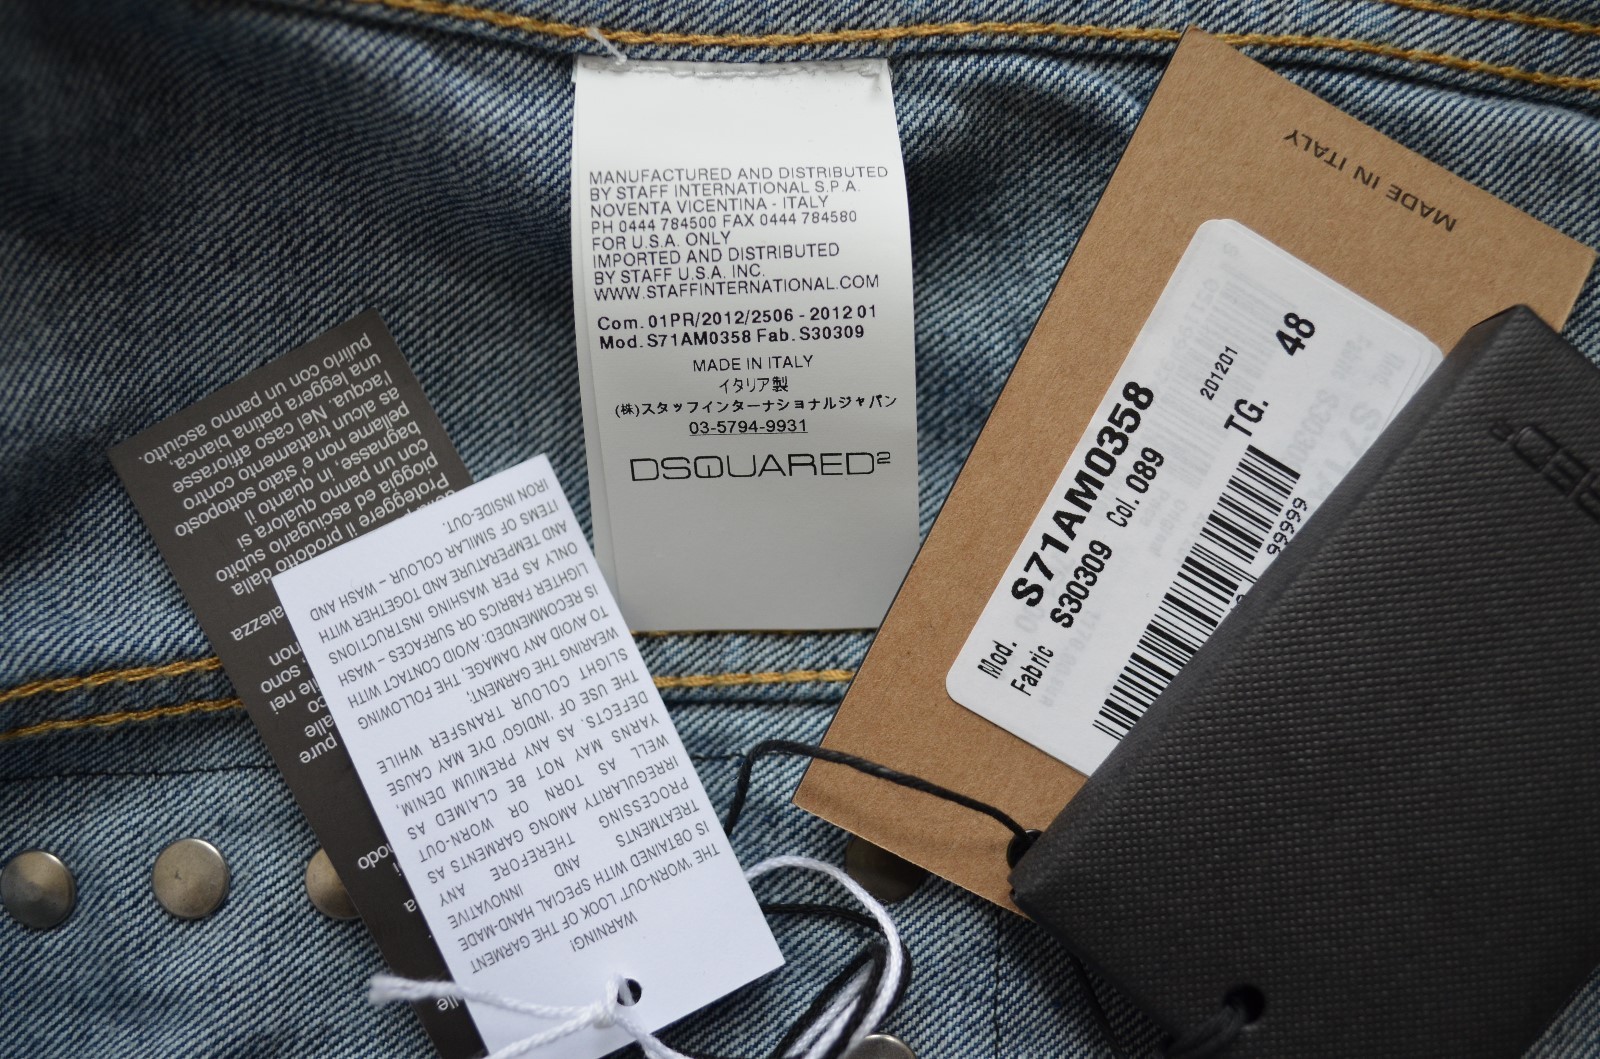 MANUFACTURED AND DISTRIBUTED
BY STAFF INTERNATIONAL S.P.A.
NOVENTA VICENTINA - ITALY
PH 0444 784500 FAX 0444 784580
FOR U.S.A. ONLY
IMPORTED AND DISTRIBUTED
BY STAFF U.S.A. INC.
WWW.STAFFINTERNATIONAL.COM
Com. 01PR/2012/2506 - 2012 01
Mod. S71AM0358 Fab. S30309
MADE IN ITALY
イタリア製
(株)スタッフインターナショナルジャパン
03-5794-9931
DSQUARED2
MADE IN ITALY
201201 TG. 48
Mod. S71AM0358
Fabric S30309 Col. 089
99999
WARNING!
THE 'WORN-OUT' LOOK OF THE GARMENT
IS OBTAINED WITH SPECIAL HAND-MADE
TREATMENTS AND INNOVATIVE
PROCESSING THEREFORE ANY
IRREGULARITY AMONG GARMENTS AS
WELL AS TORN OR WORN-OUT
YARNS MAY NOT BE CLAIMED AS
DEFECTS. AS ANY PREMIUM DENIM,
THE USE OF 'INDIGO' DYE MAY CAUSE
SLIGHT COLOUR TRANSFER WHILE
WEARING THE GARMENT;
TO AVOID ANY DAMAGE, THE FOLLOWING
IS RECOMMENDED: AVOID CONTACT WITH
LIGHTER FABRICS OR SURFACES – WASH
ONLY AS PER WASHING INSTRUCTIONS
AND TEMPERATURE AND TOGETHER WITH
ITEMS OF SIMILAR COLOUR – WASH AND
IRON INSIDE-OUT.
pure
sono
non
Proteggere il prodotto dalla
pioggia ed asciugarlo subito
con un panno qualora si
bagnasse, in quanto il
pellame non è stato sottoposto
ad alcun trattamento contro
l'acqua. Nel caso affiorasse
una leggera patina bianca,
pulirlo con un panno asciutto.